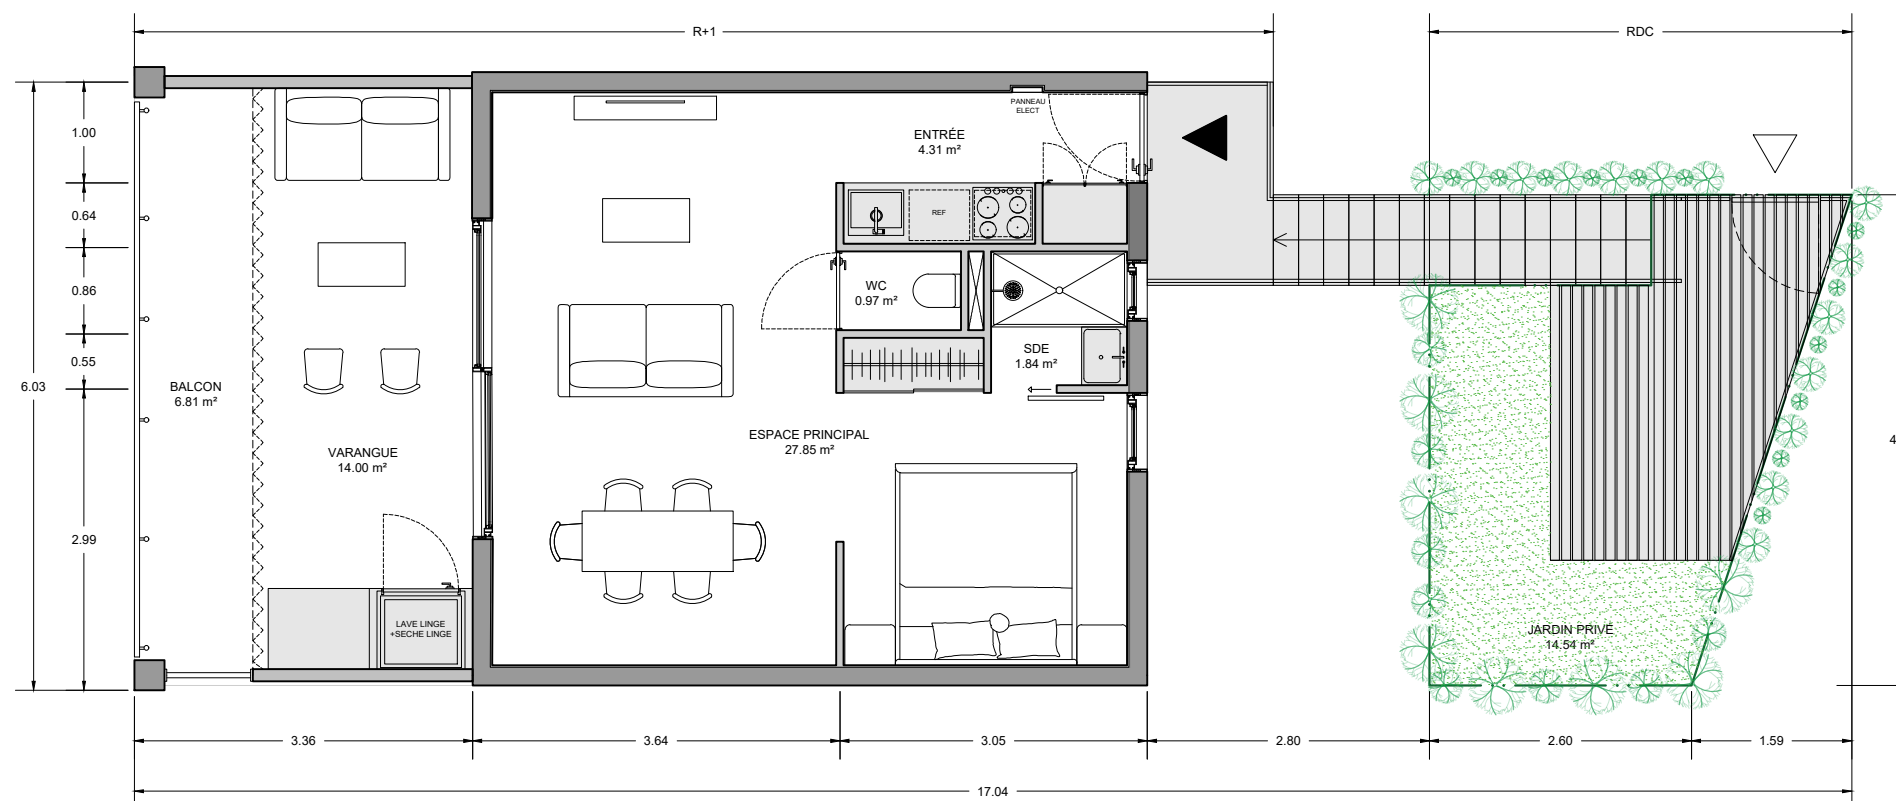 R+1
RDC
PANNEAU
ELECT
ENTRÉE
4.31 m²
1.00
0.64
0.86
0.55
2.99
6.03
REF
WC
0.97 m²
SDE
1.84 m²
BALCON
6.81 m²
VARANGUE
14.00 m²
ESPACE PRINCIPAL
27.85 m²
4
LAVE LINGE
+SECHE LINGE
JARDIN PRIVÉ
14.54 m²
3.36
3.64
3.05
2.80
2.60
1.59
17.04